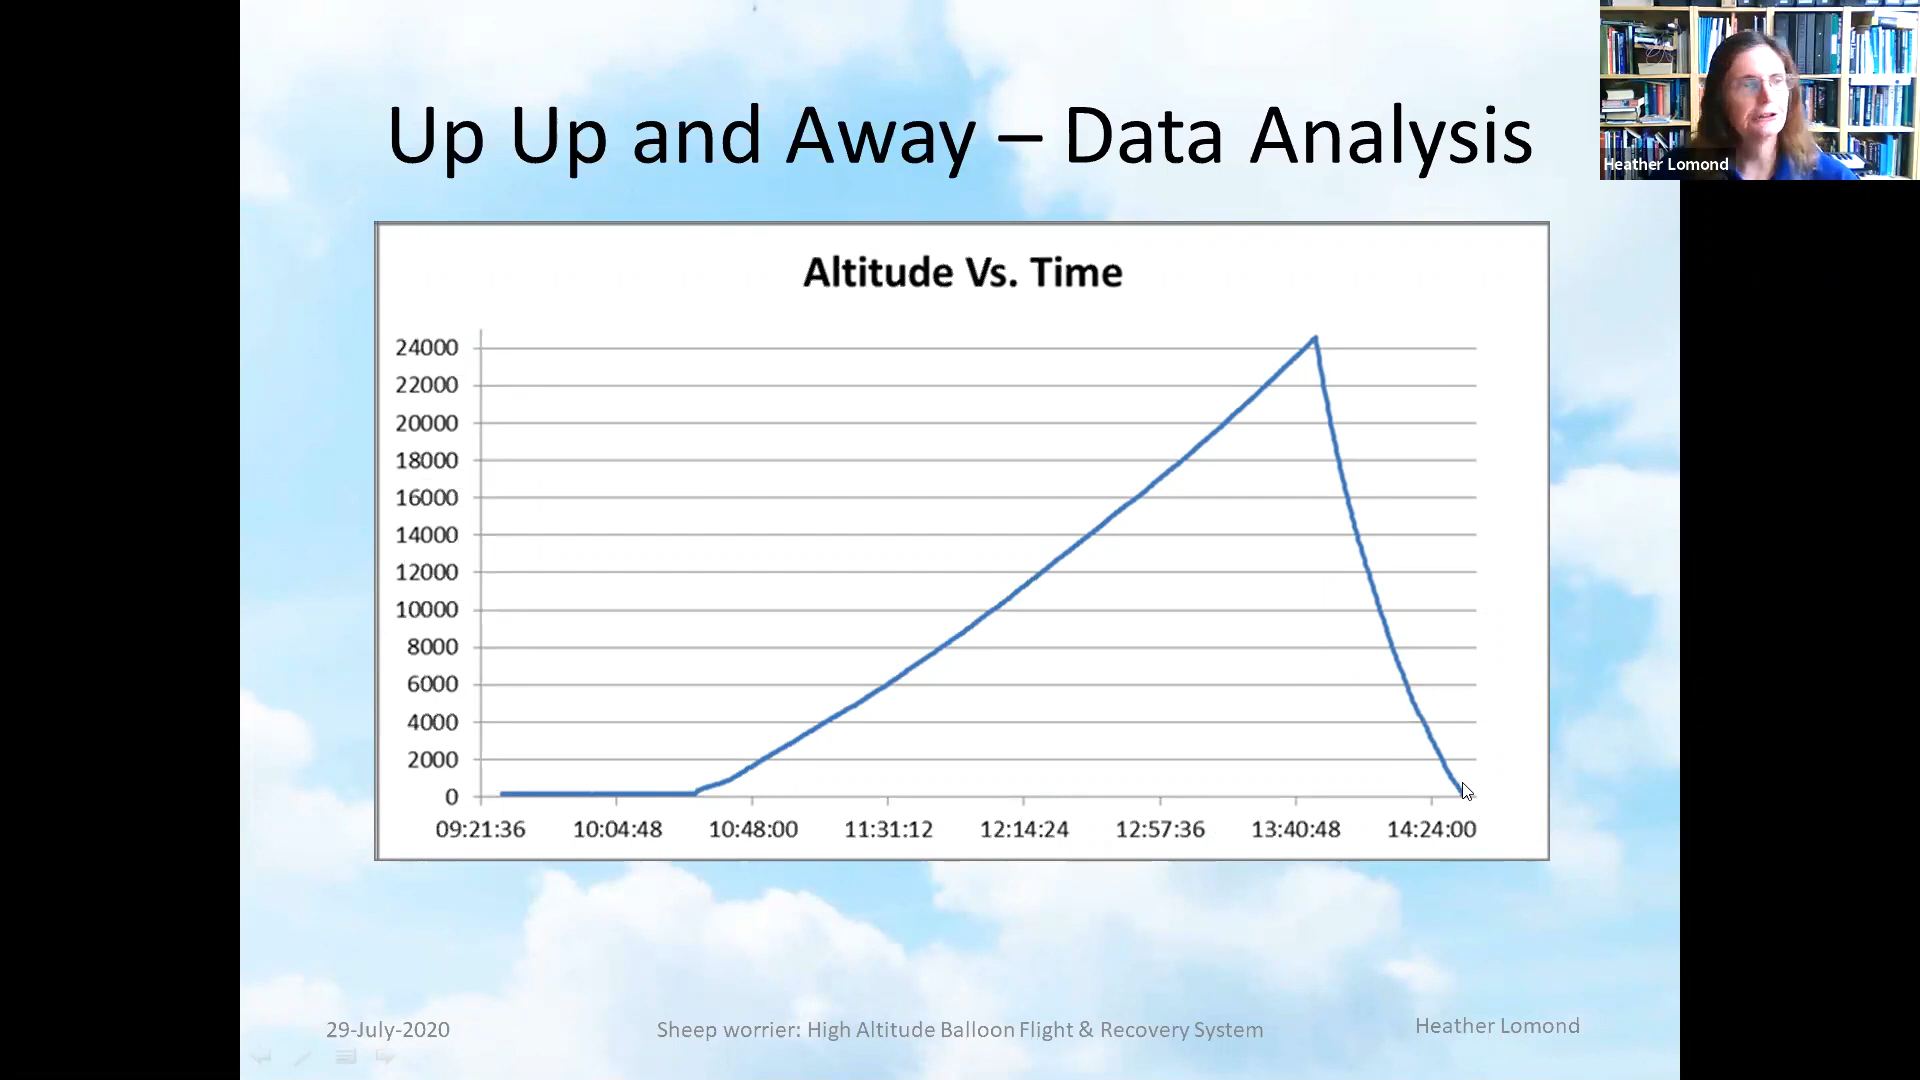 Up Up and Away – Data Analysis
Heather Lomond
Altitude Vs. Time
24000
22000
20000
18000
16000
14000
12000
10000
8000
6000
4000
2000
0
09:21:36 10:04:48 10:48:00 11:31:12 12:14:24 12:57:36 13:40:48 14:24:00
29-July-2020 Sheep worrier: High Altitude Balloon Flight & Recovery System Heather Lomond